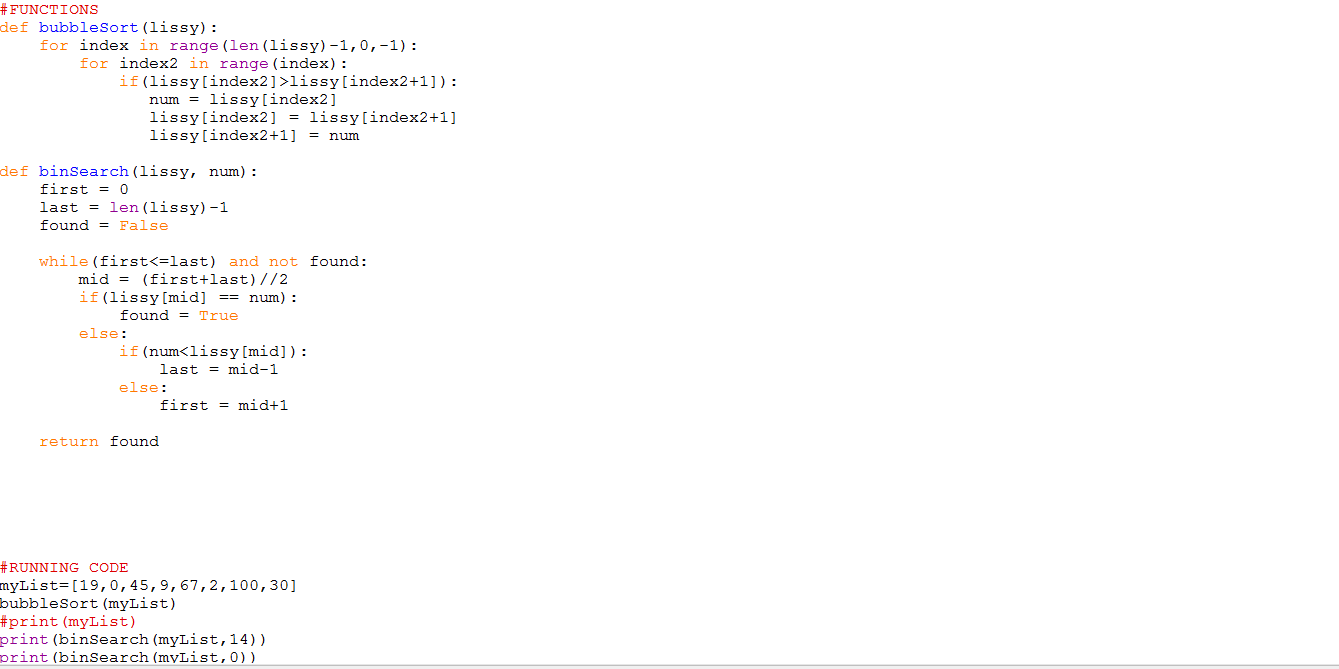 #FUNCTIONS
def bubbleSort(lissy):
    for index in range(len(lissy)-1,0,-1):
        for index2 in range(index):
            if(lissy[index2]>lissy[index2+1]):
               num = lissy[index2]
               lissy[index2] = lissy[index2+1]
               lissy[index2+1] = num

def binSearch(lissy, num):
    first = 0
    last = len(lissy)-1
    found = False

    while(first<=last) and not found:
        mid = (first+last)//2
        if(lissy[mid] == num):
            found = True
        else:
            if(num<lissy[mid]):
                last = mid-1
            else:
                first = mid+1

    return found

#RUNNING CODE
myList=[19,0,45,9,67,2,100,30]
bubbleSort(myList)
#print(myList)
print(binSearch(myList,14))
print(binSearch(myList,0))